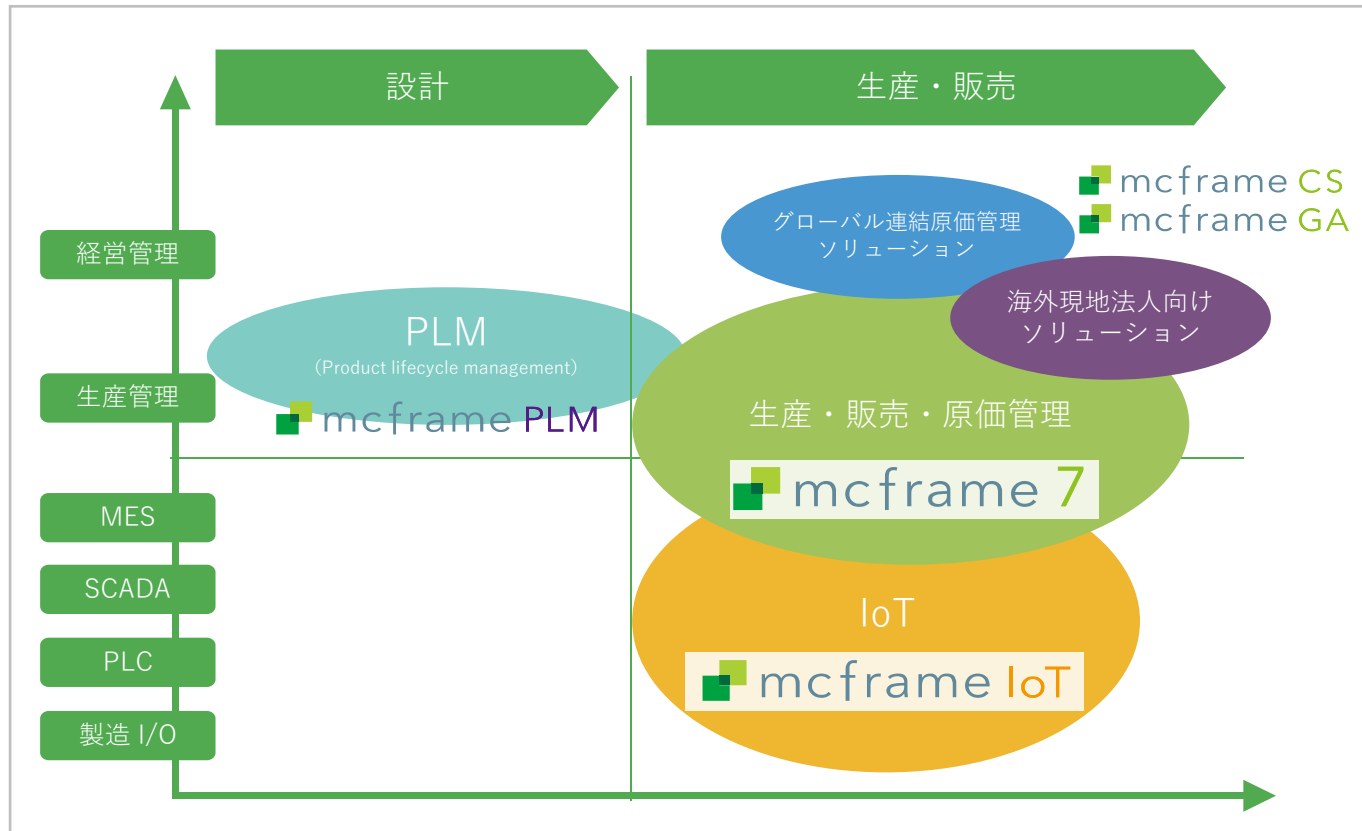 設計
生産・販売
mcframe CS
mcframe GA
グローバル連結原価管理
ソリューション
経営管理
海外現地法人向け
ソリューション
PLM
（Product lifecycle management）
生産管理
mcframe PLM
生産・販売・原価管理
mcframe 7
MES
SCADA
IoT
PLC
mcframe IoT
製造 I/O